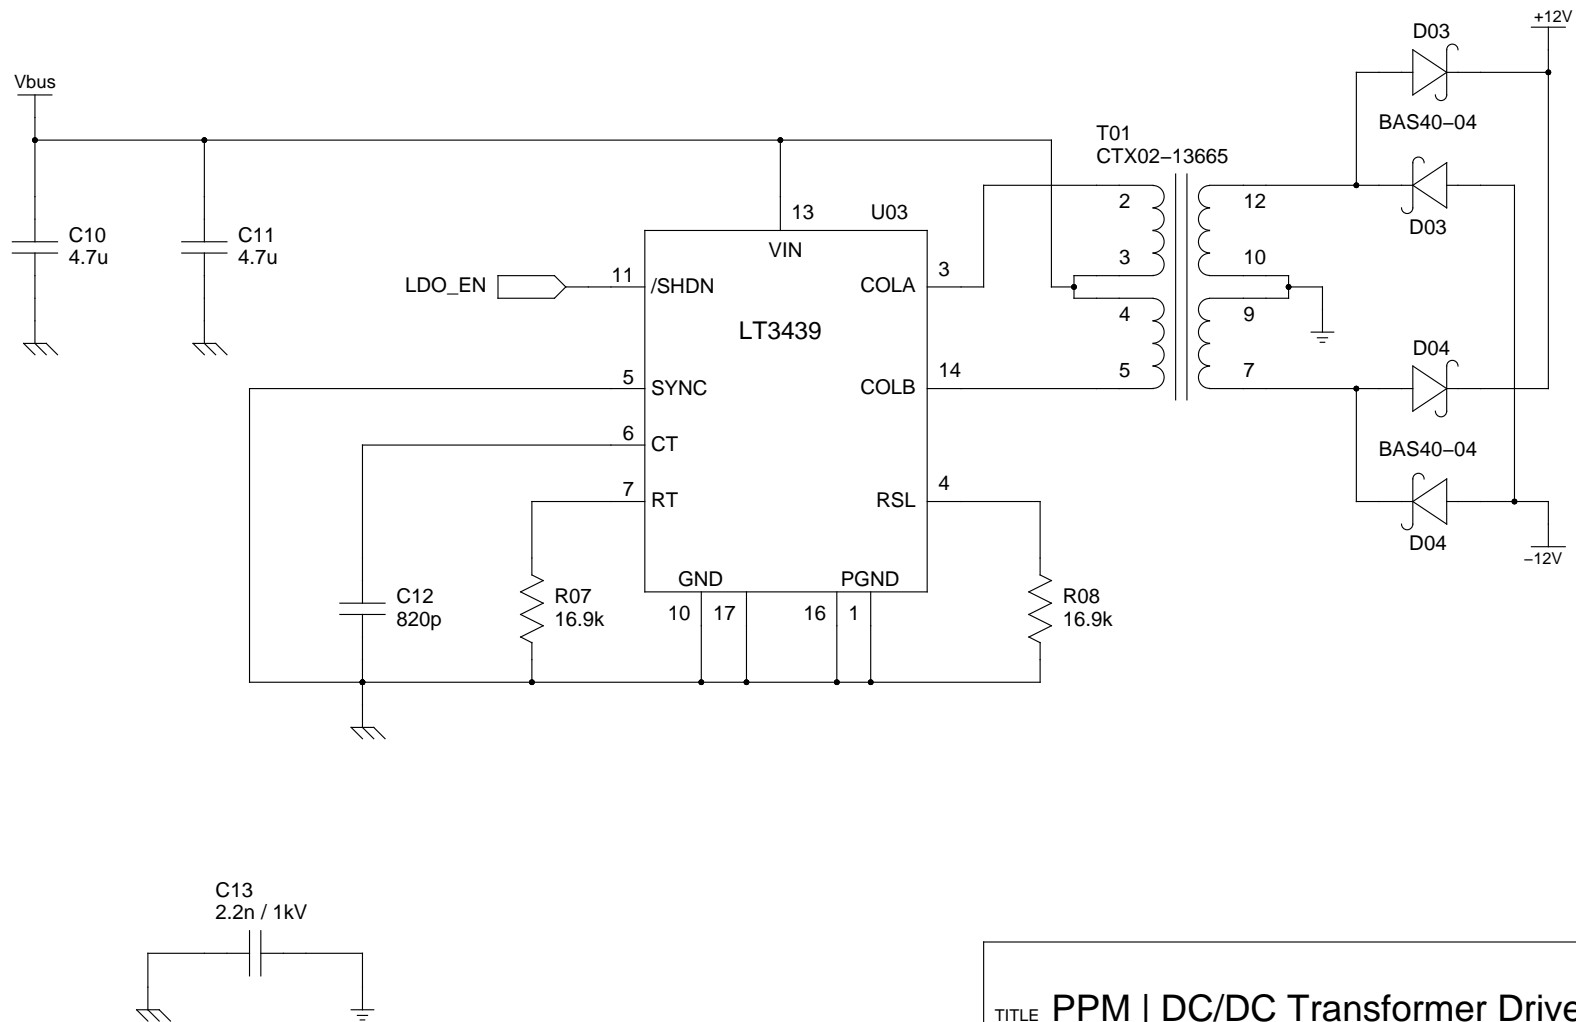 +12V
D03
Vbus
BAS40−04
T01
CTX02−13665
2
12
13
U03
D03
C10
4.7u
C11
4.7u
VIN
3
10
LDO_EN
11
/SHDN
COLA
3
LT3439
4
9
D04
5
SYNC
COLB
14
5
7
6
CT
BAS40−04
7
RT
RSL
4
D04
−12V
GND
PGND
C12
820p
R07
16.9k
10
17
16
1
R08
16.9k
C13
2.2n / 1kV
TITLE PPM | DC/DC Transformer Drive